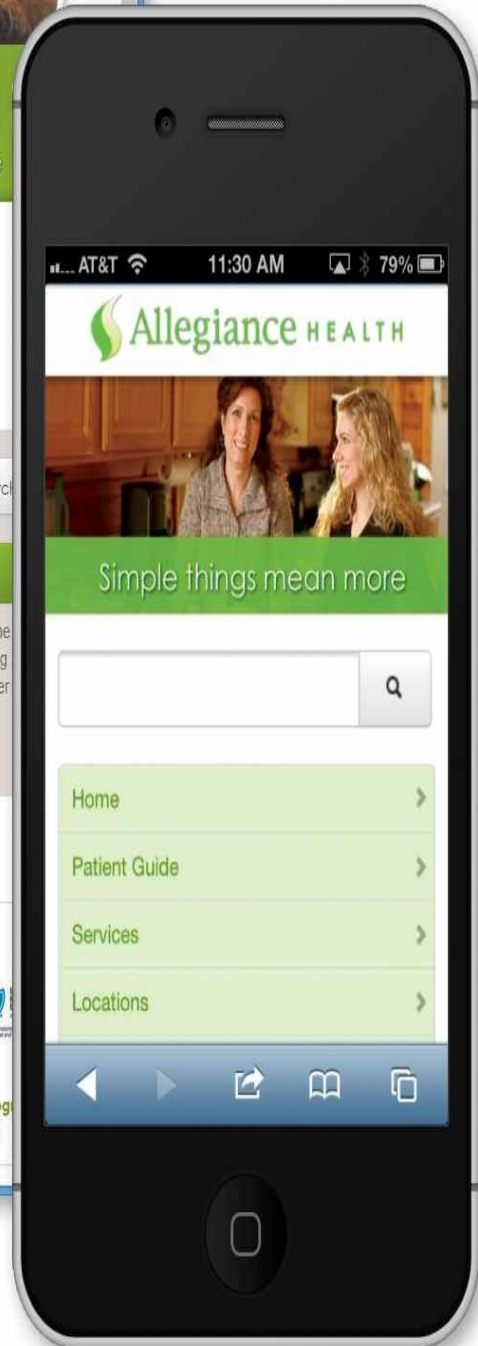 AT&T 11:30 AM 79%
Allegiance HEALTH
Simple things mean more
Home
Patient Guide
Services
Locations